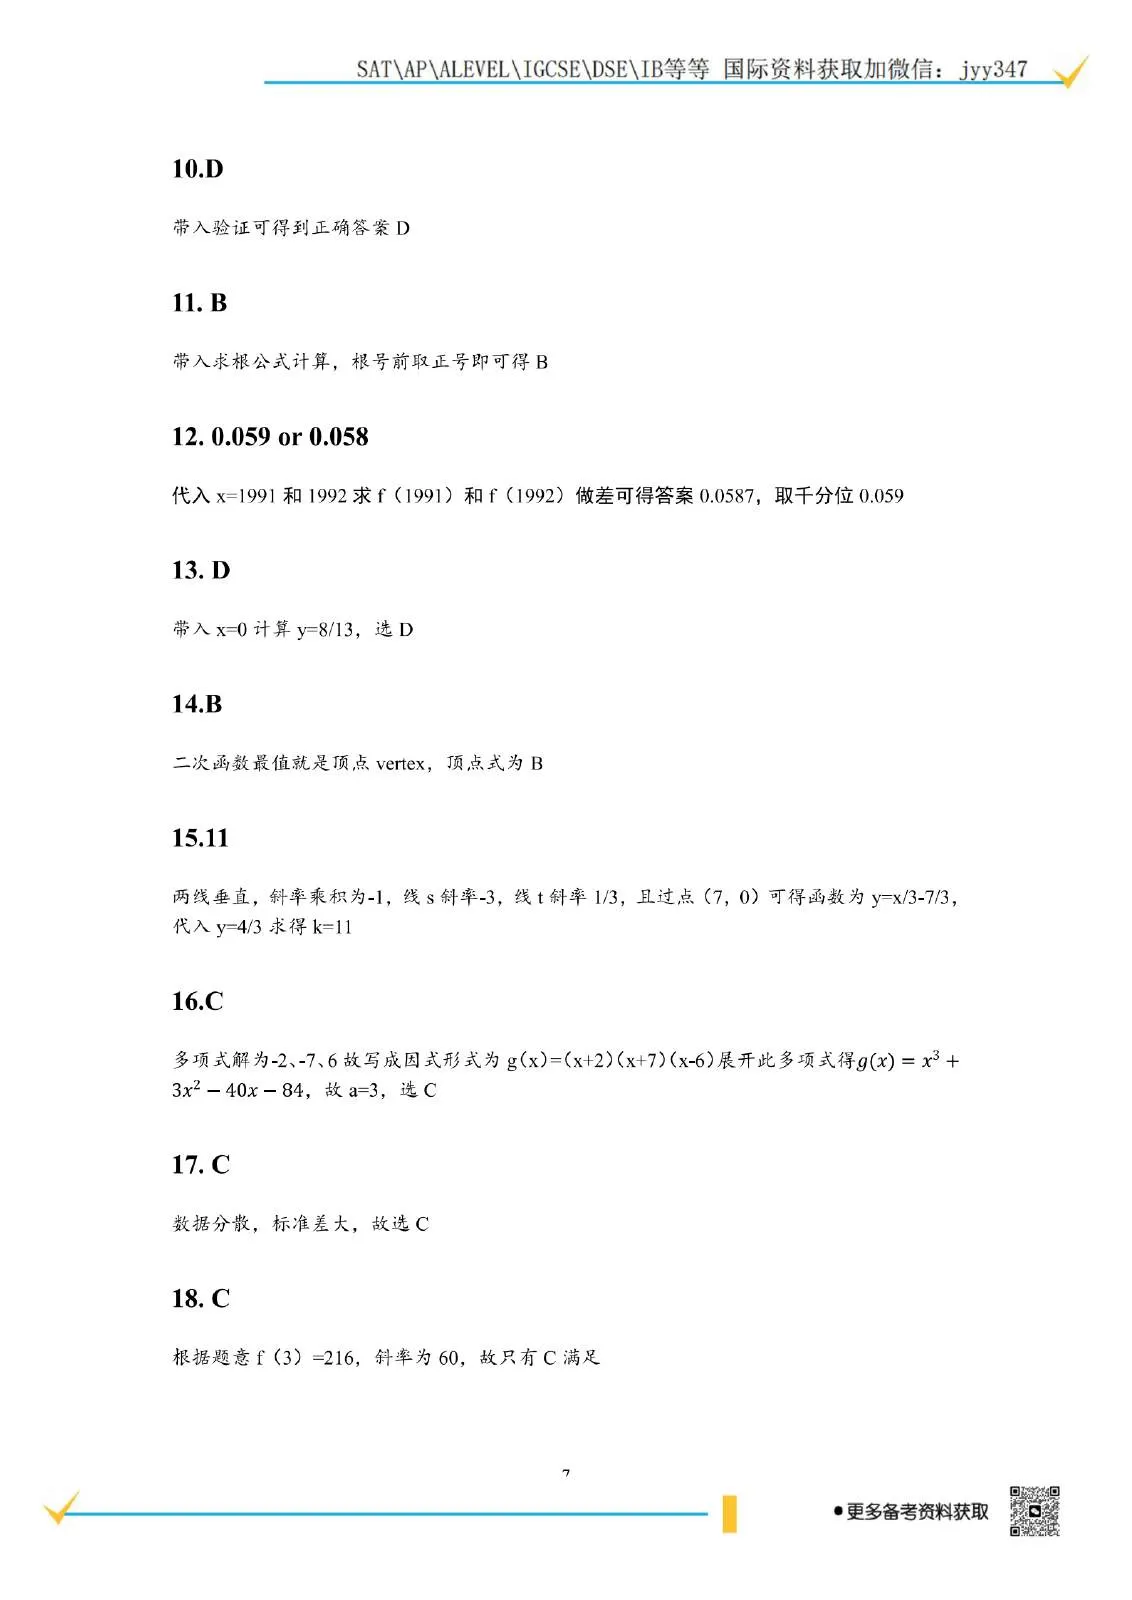 SAT\AP\ALEVEL\IGCSE\DSE\IB等等 国际资料获取加微信：jyy347
10.D
带入验证可得到正确答案 D
11. B
带入求根公式计算，根号前取正号即可得 B
12. 0.059 or 0.058
代入 x=1991 和 1992 求 f（1991）和 f（1992）做差可得答案 0.0587，取千分位 0.059
13. D
带入 x=0 计算 y=8/13，选 D
14.B
二次函数最值就是顶点 vertex，顶点式为 B
15.11
两线垂直，斜率乘积为-1，线 s 斜率-3，线 t 斜率 1/3，且过点（7，0）可得函数为 y=x/3-7/3，
代入 y=4/3 求得 k=11
16.C
多项式解为-2、-7、6 故写成因式形式为 g（x）=（x+2）（x+7）（x-6）展开此多项式得g(x) = x³ +
3x² − 40x − 84，故 a=3，选 C
17. C
数据分散，标准差大，故选 C
18. C
根据题意 f（3）=216，斜率为 60，故只有 C 满足
7
•更多备考资料获取